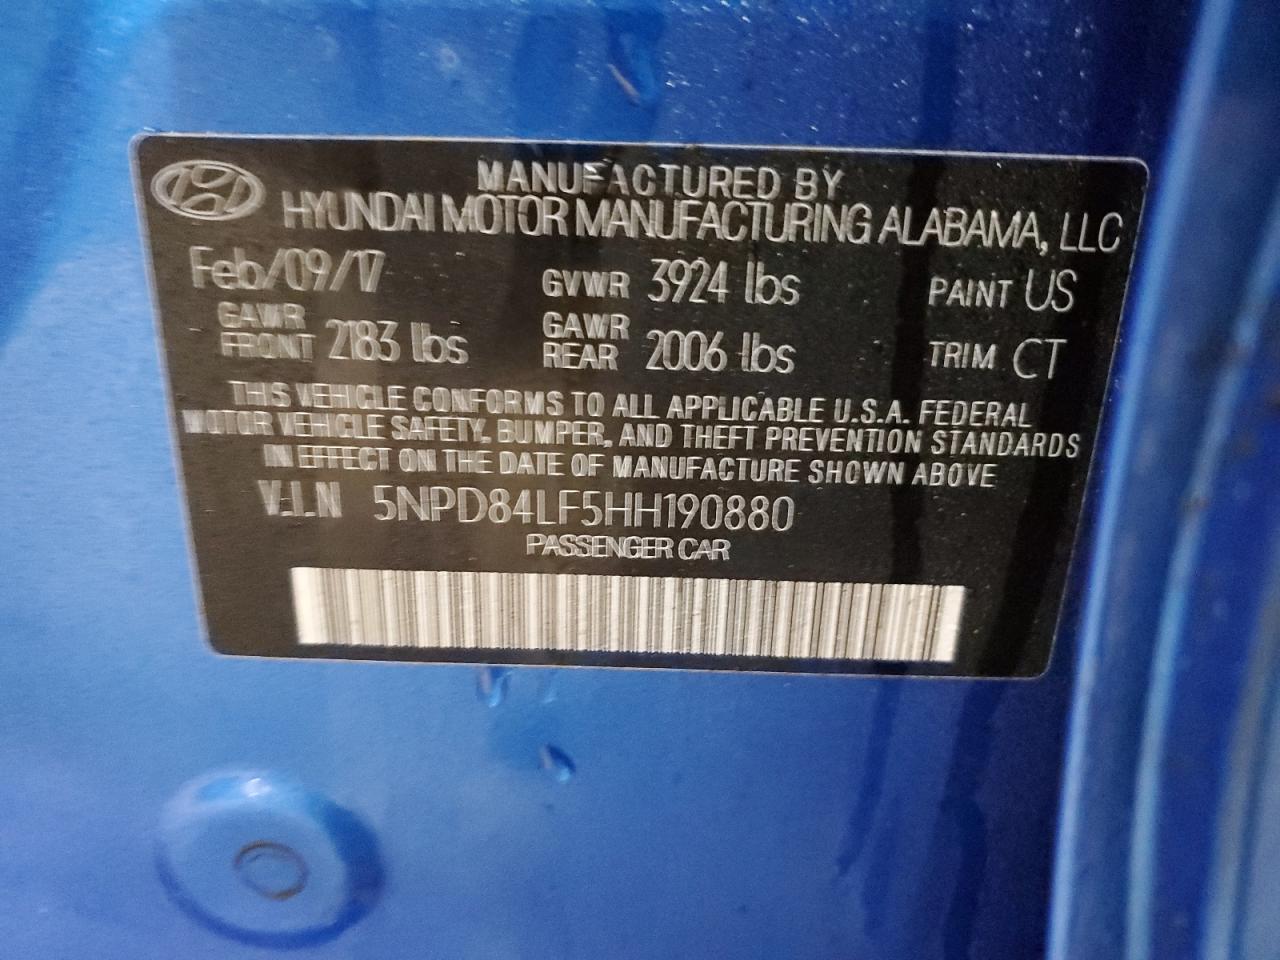 MANUFACTURED BY
HYUNDAI MOTOR MANUFACTURING ALABAMA, LLC
Feb/09/17 GVWR 3924 lbs PAINT US
GAWR FRONT 2183 lbs GAWR REAR 2006 lbs TRIM CT
THIS VEHICLE CONFORMS TO ALL APPLICABLE U.S.A. FEDERAL
MOTOR VEHICLE SAFETY, BUMPER, AND THEFT PREVENTION STANDARDS
IN EFFECT ON THE DATE OF MANUFACTURE SHOWN ABOVE
V.I.N 5NPD84LF5HH190880
PASSENGER CAR